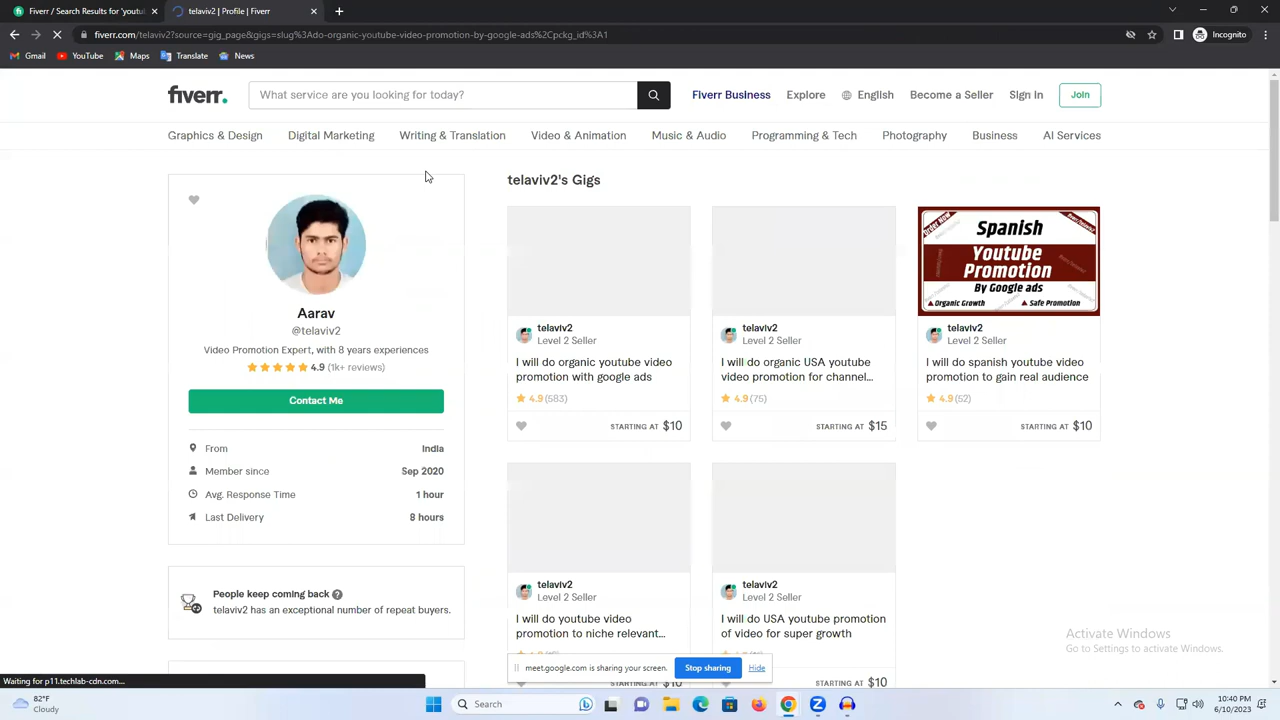 Fiverr / Search Results for 'youtul
telaviv2 | Profile | Fiverr
Incognito
fiverr.com/telaviv2?source=gig_page&gigs=slug%3Ado-organic-youtube-video-promotion-by-google-ads%2Cpckg_id%3A1
Gmail
YouTube
Maps
Translate
News
fiverr.
What service are you looking for today?
Fiverr Business
Explore
English
Become a Seller
Sign In
Join
Graphics & Design
Digital Marketing
Writing & Translation
Video & Animation
Music & Audio
Programming & Tech
Photography
Business
AI Services
Aarav
@telaviv2
Video Promotion Expert, with 8 years experiences
4.9 (1k+ reviews)
Contact Me
From India
Member since Sep 2020
Avg. Response Time 1 hour
Last Delivery 8 hours
People keep coming back
telaviv2 has an exceptional number of repeat buyers.
telaviv2's Gigs
telaviv2
Level 2 Seller
I will do organic youtube video
promotion with google ads
4.9 (583)
STARTING AT $10
telaviv2
Level 2 Seller
I will do organic USA youtube
video promotion for channel...
4.9 (75)
STARTING AT $15
Order Now
Spanish
Youtube
Promotion
By Google ads
Organic Growth
Safe Promotion
telaviv2
Level 2 Seller
I will do spanish youtube video
promotion to gain real audience
4.9 (52)
STARTING AT $10
telaviv2
Level 2 Seller
I will do youtube video
promotion to niche relevant...
$10
telaviv2
Level 2 Seller
I will do USA youtube promotion
of video for super growth
STARTING AT $10
meet.google.com is sharing your screen.
Stop sharing
Hide
Activate Windows
Go to Settings to activate Windows.
Waiting for p11.techlab-cdn.com...
82°F
Cloudy
Search
10:40 PM
6/10/2023